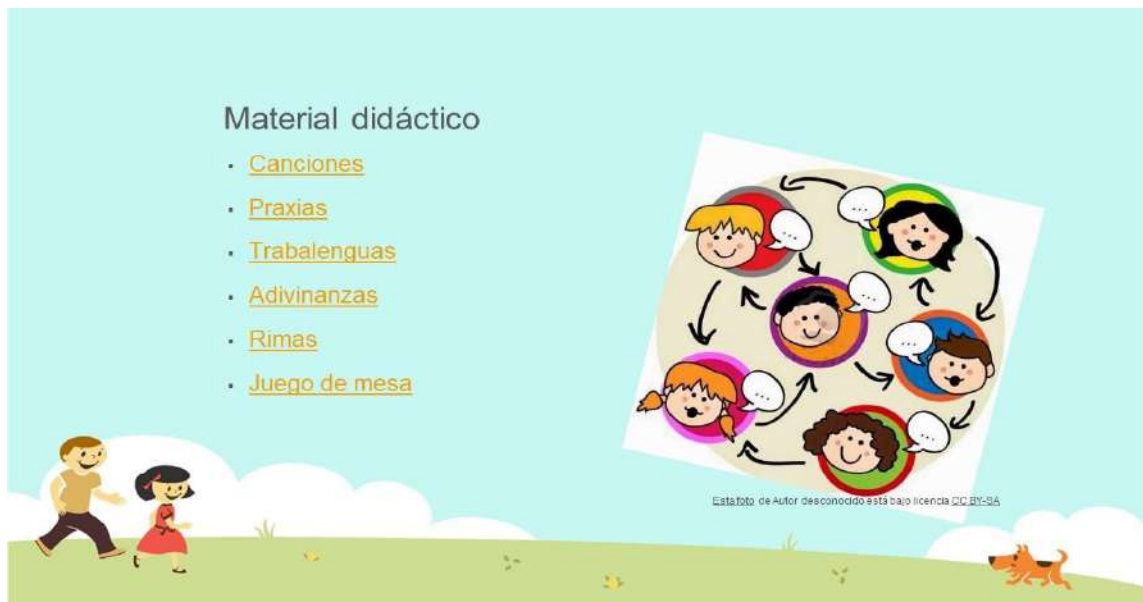 Material didáctico
▪ Canciones
▪ Praxias
▪ Trabalenguas
▪ Adivinanzas
▪ Rimas
▪ Juego de mesa
...
...
...
...
...
...
Esta foto de Autor desconocido está bajo licencia CC BY-SA